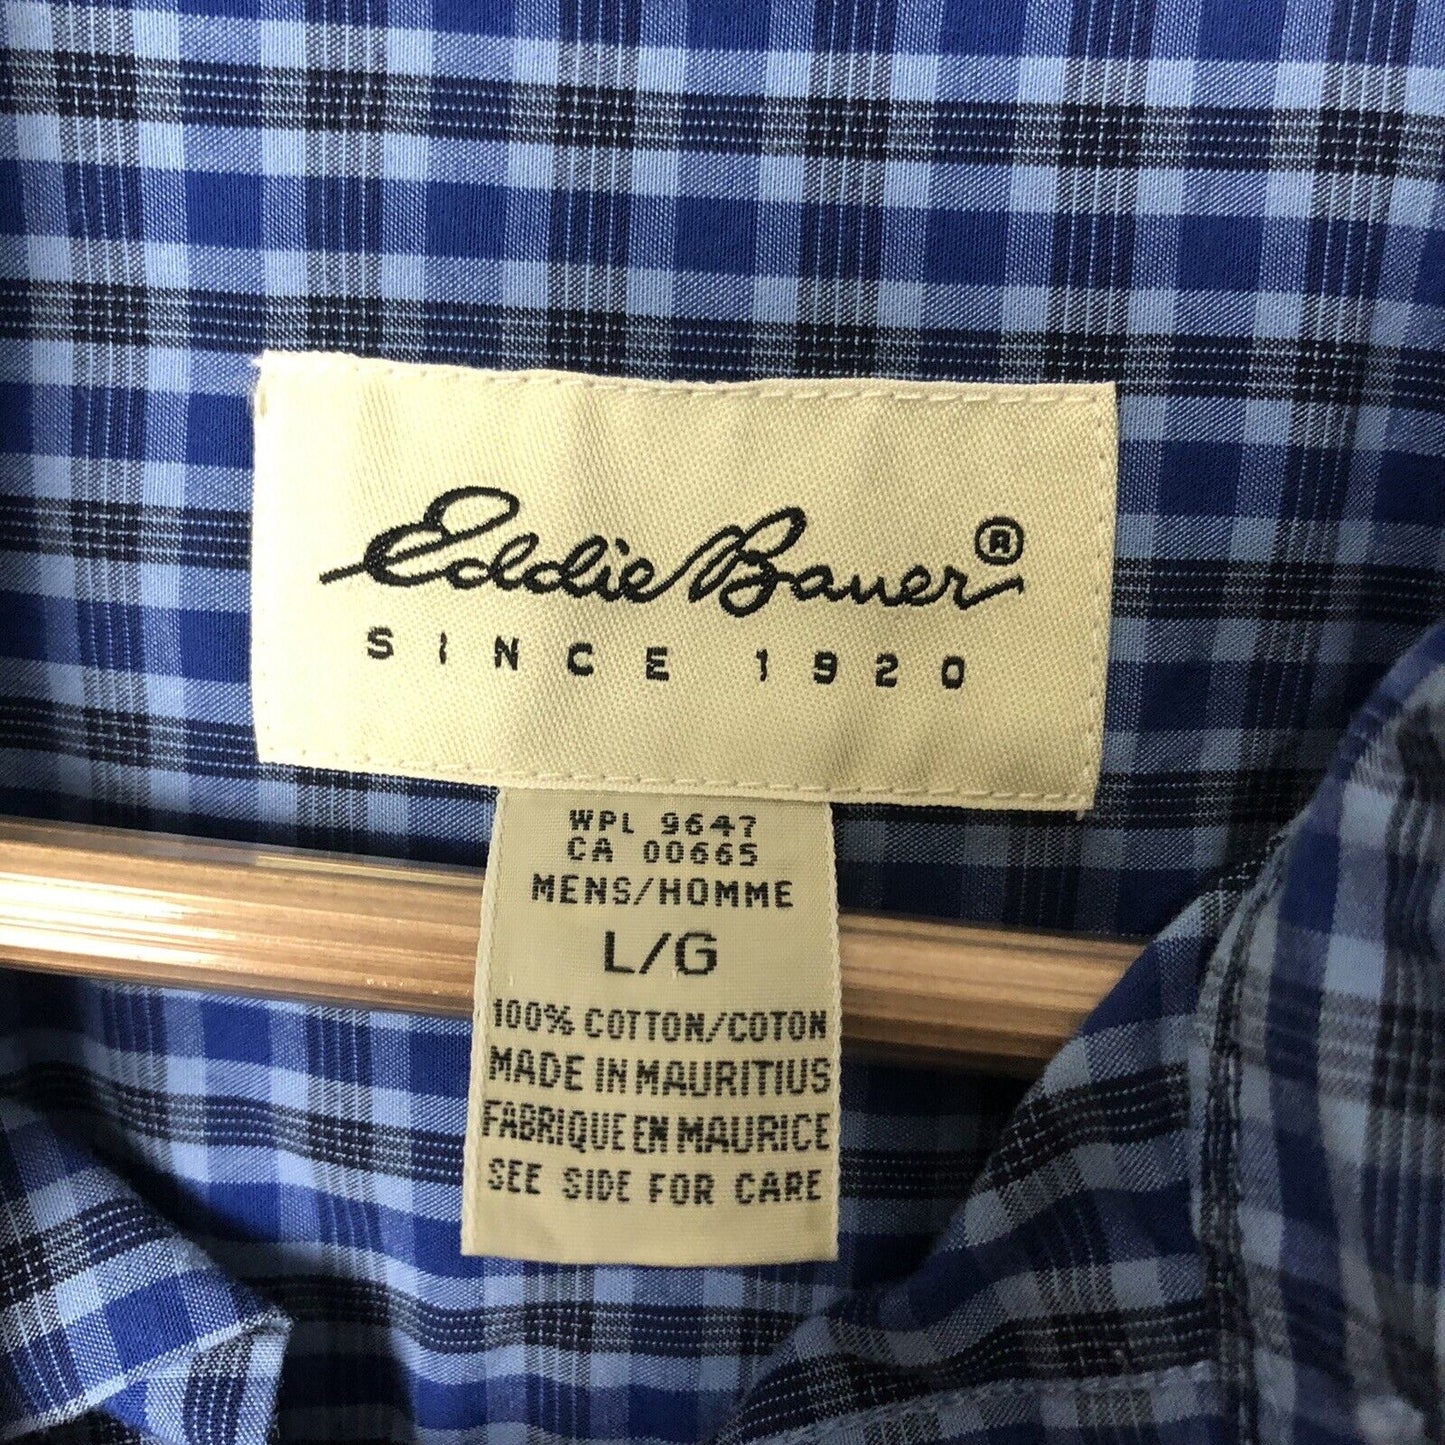 Eddie Bauer®
SINCE 1920
WPL 9647
CA 00665
MENS/HOMME
L/G
100% COTTON/COTON
MADE IN MAURITIUS
FABRIQUE EN MAURICE
SEE SIDE FOR CARE